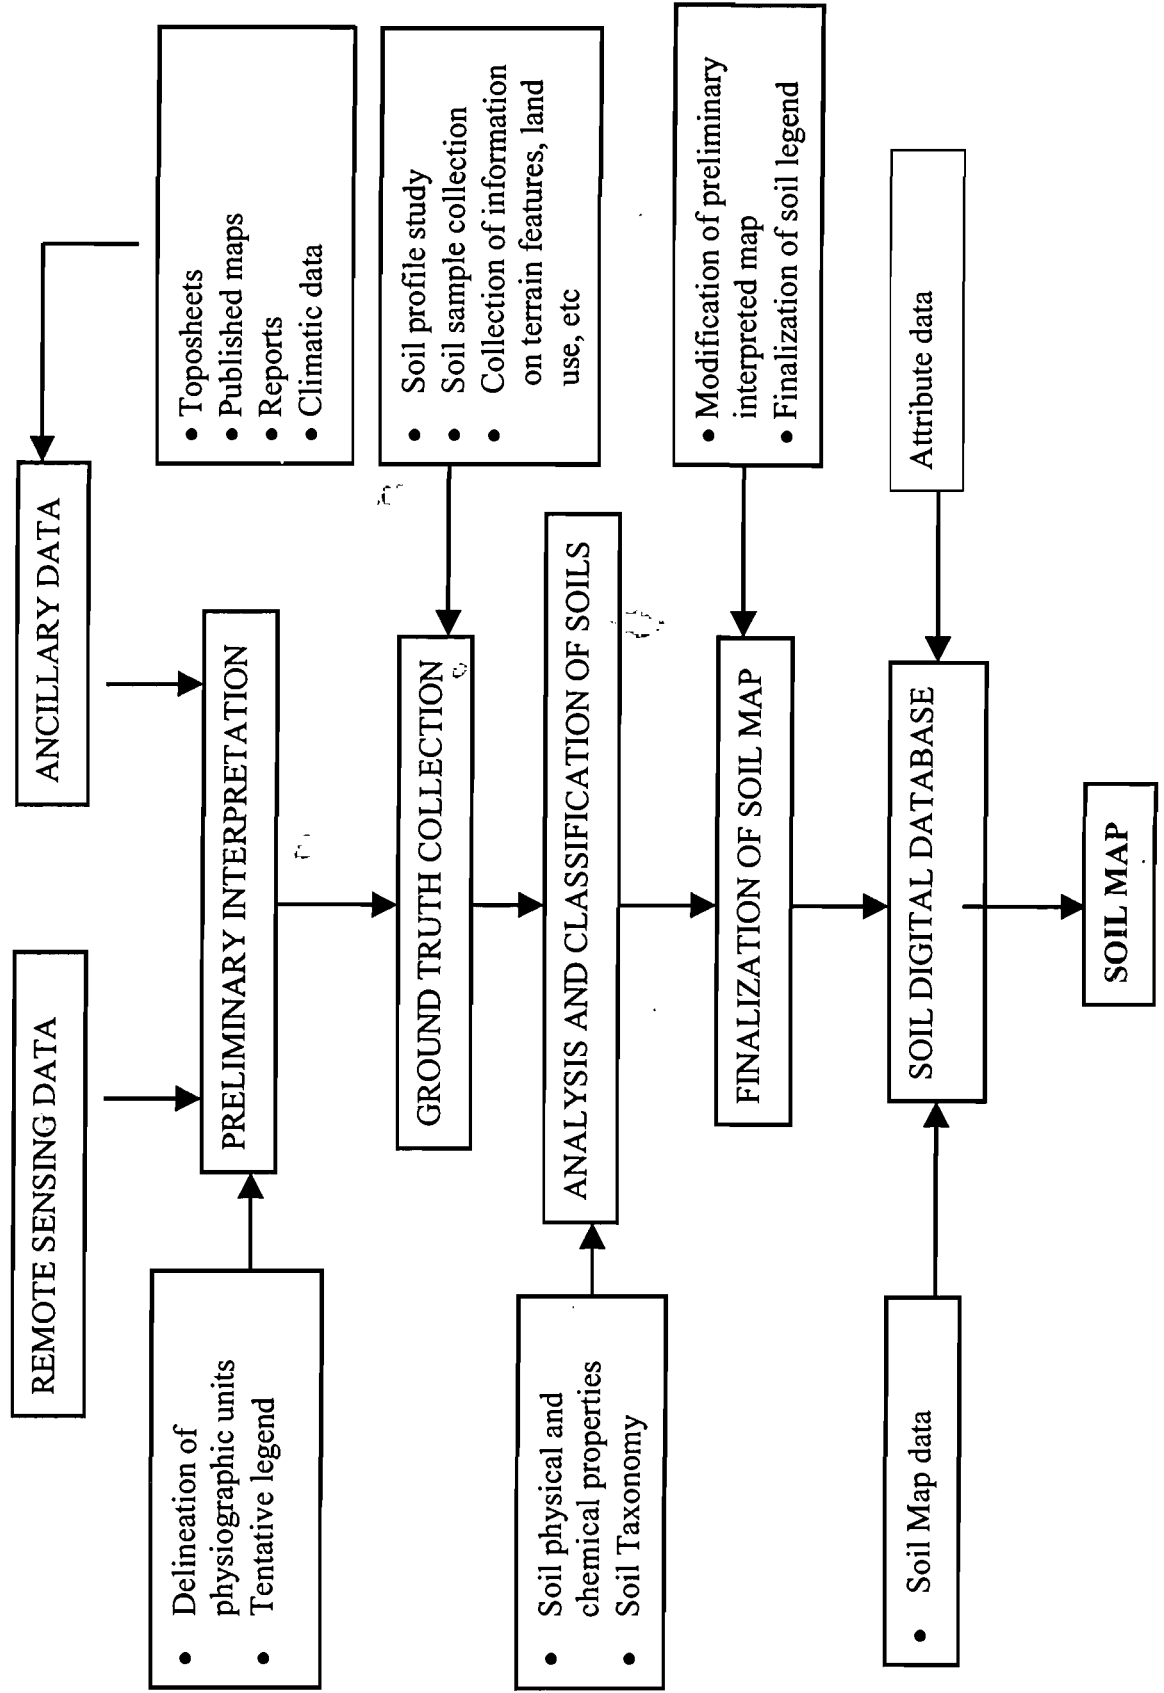 REMOTE SENSING DATA
ANCILLARY DATA
• Toposheets
• Published maps
• Reports
• Climatic data
• Delineation of
physiographic units
• Tentative legend
PRELIMINARY INTERPRETATION
• Soil profile study
• Soil sample collection
• Collection of information
on terrain features, land
use, etc
GROUND TRUTH COLLECTION
• Soil physical and
chemical properties
• Soil Taxonomy
ANALYSIS AND CLASSIFICATION OF SOILS
• Modification of preliminary
interpreted map
• Finalization of soil legend
FINALIZATION OF SOIL MAP
• Soil Map data
SOIL DIGITAL DATABASE
Attribute data
SOIL MAP